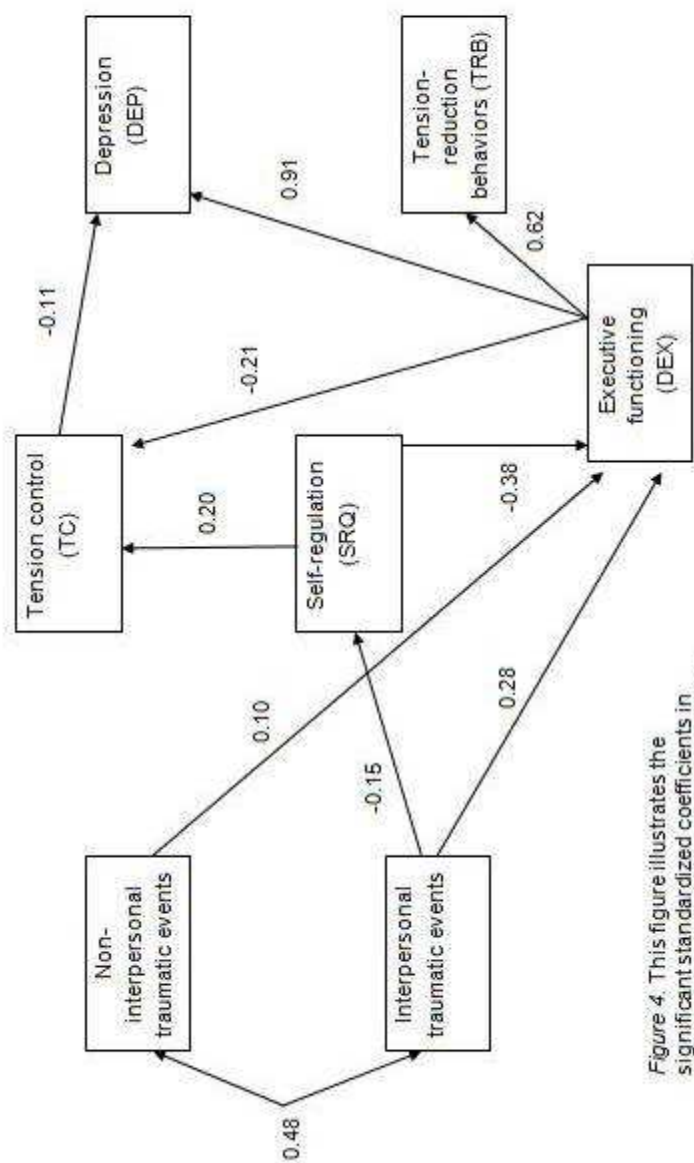 0.48
Non-
interpersonal
traumatic events
Interpersonal
traumatic events
0.10
-0.15
0.28
Tension control
(TC)
0.20
Self-regulation
(SRQ)
-0.38
-0.21
-0.11
Depression
(DEP)
0.91
Tension-
reduction
behaviors (TRB)
0.62
Executive
functioning
(DEX)
Figure 4. This figure illustrates the
significant standardized coefficients in